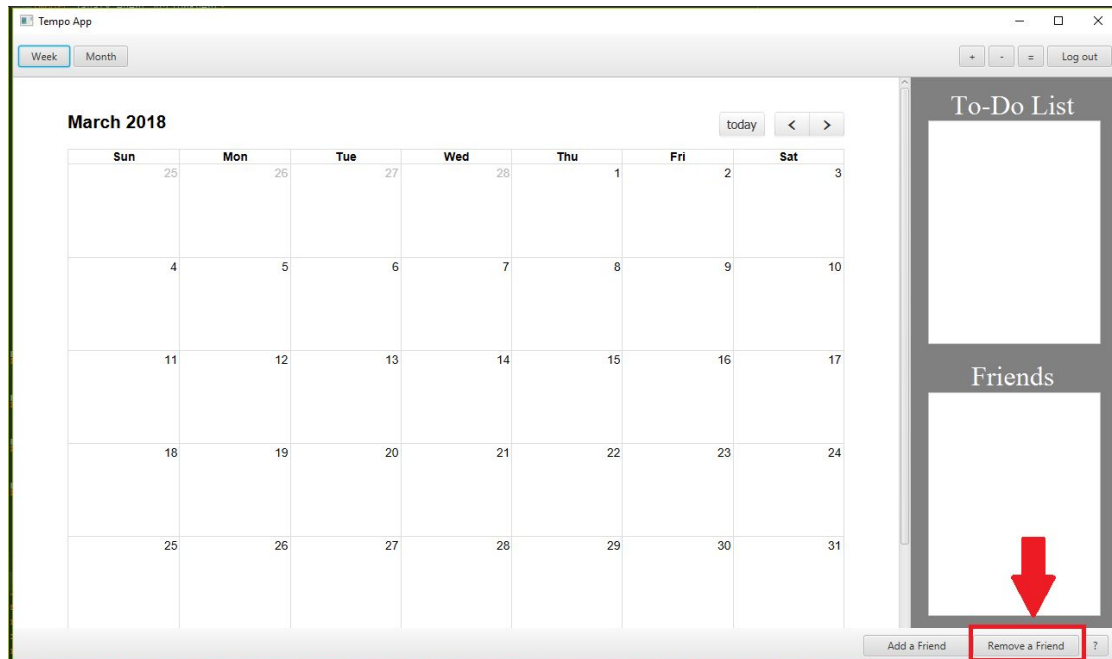 Tempo App
Week Month + - = Log out
March 2018 today < >
To-Do List
Sun Mon Tue Wed Thu Fri Sat
25 26 27 28 1 2 3
4 5 6 7 8 9 10
11 12 13 14 15 16 17
Friends
18 19 20 21 22 23 24
25 26 27 28 29 30 31
Add a Friend Remove a Friend ?